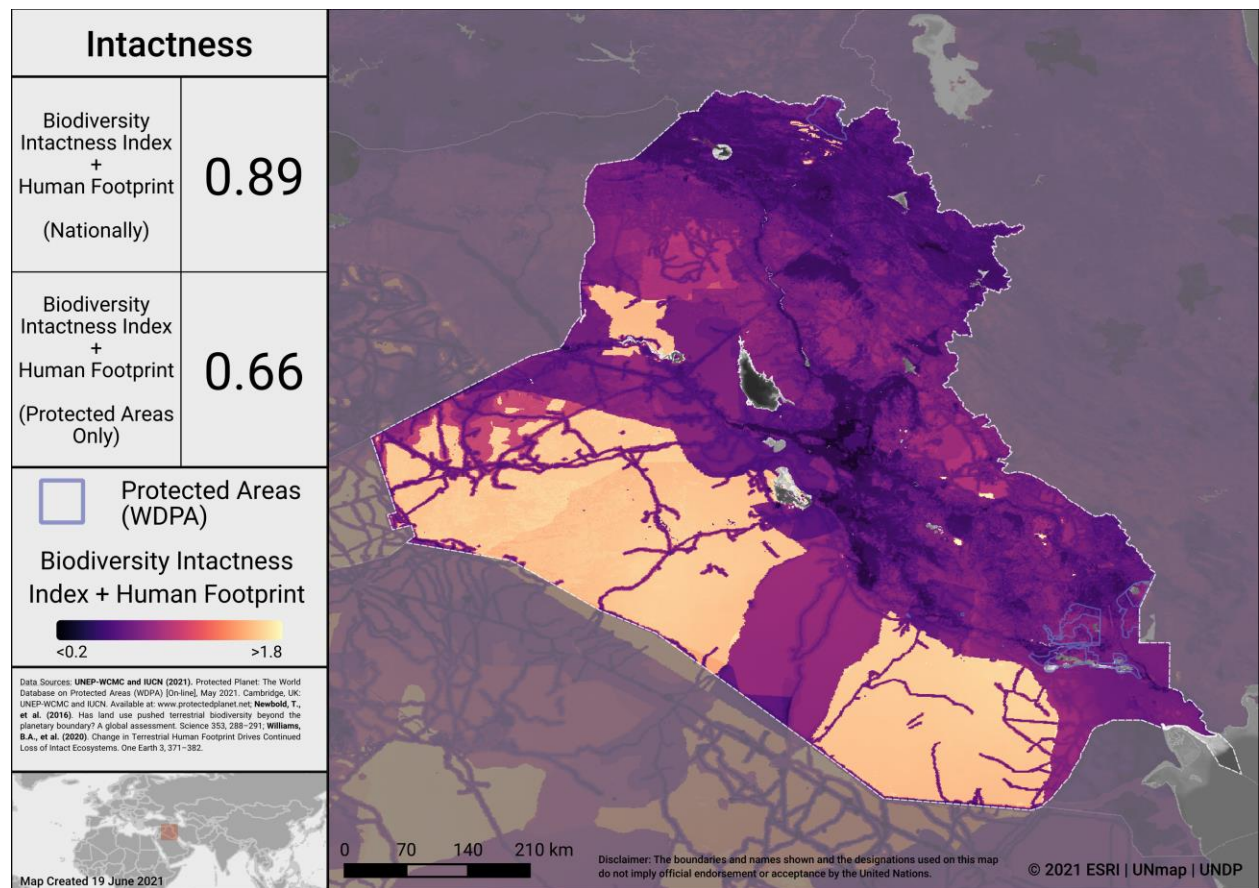 Intactness
Biodiversity
Intactness Index
+
Human Footprint
(Nationally)
0.89
Biodiversity
Intactness Index
+
Human Footprint
(Protected Areas
Only)
0.66
Protected Areas
(WDPA)
Biodiversity Intactness
Index + Human Footprint
<0.2
>1.8
Data Sources: UNEP-WCMC and IUCN (2021). Protected Planet: The World
Database on Protected Areas (WDPA) [On-line], May 2021. Cambridge, UK:
UNEP-WCMC and IUCN. Available at: www.protectedplanet.net; Newbold, T.,
et al. (2016). Has land use pushed terrestrial biodiversity beyond the
planetary boundary? A global assessment. Science 353, 288–291; Williams,
B.A., et al. (2020). Change in Terrestrial Human Footprint Drives Continued
Loss of Intact Ecosystems. One Earth 3, 371–382.
Map Created 19 June 2021
0 70 140 210 km
Disclaimer: The boundaries and names shown and the designations used on this map
do not imply official endorsement or acceptance by the United Nations.
© 2021 ESRI | UNmap | UNDP